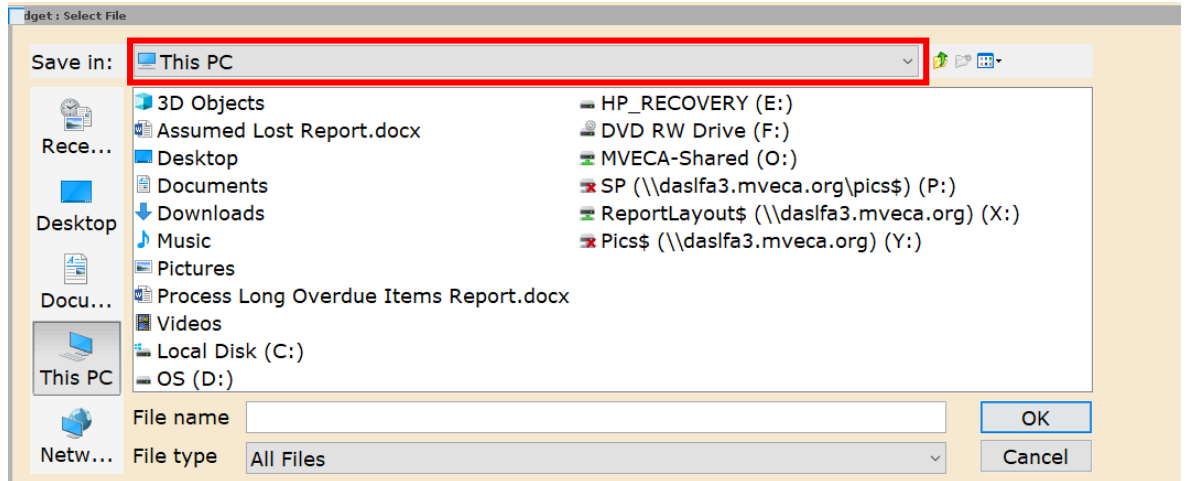 dget : Select File
Save in: This PC
Rece...
Desktop
Docu...
This PC
Netw...
3D Objects
Assumed Lost Report.docx
Desktop
Documents
Downloads
Music
Pictures
Process Long Overdue Items Report.docx
Videos
Local Disk (C:)
OS (D:)
HP_RECOVERY (E:)
DVD RW Drive (F:)
MVECA-Shared (O:)
SP (\\daslfa3.mveca.org\pics$) (P:)
ReportLayout$ (\\daslfa3.mveca.org) (X:)
Pics$ (\\daslfa3.mveca.org) (Y:)
File name
OK
File type All Files
Cancel